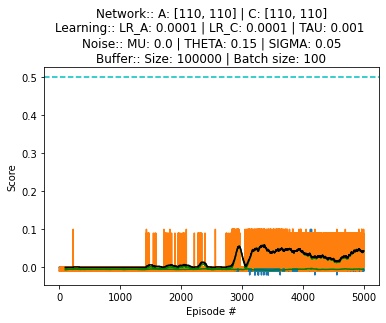 Network:: A: [110, 110] | C: [110, 110]
Learning:: LR_A: 0.0001 | LR_C: 0.0001 | TAU: 0.001
Noise:: MU: 0.0 | THETA: 0.15 | SIGMA: 0.05
Buffer:: Size: 100000 | Batch size: 100
0.5
0.4
0.3
0.2
0.1
0.0
Score
0 1000 2000 3000 4000 5000
Episode #